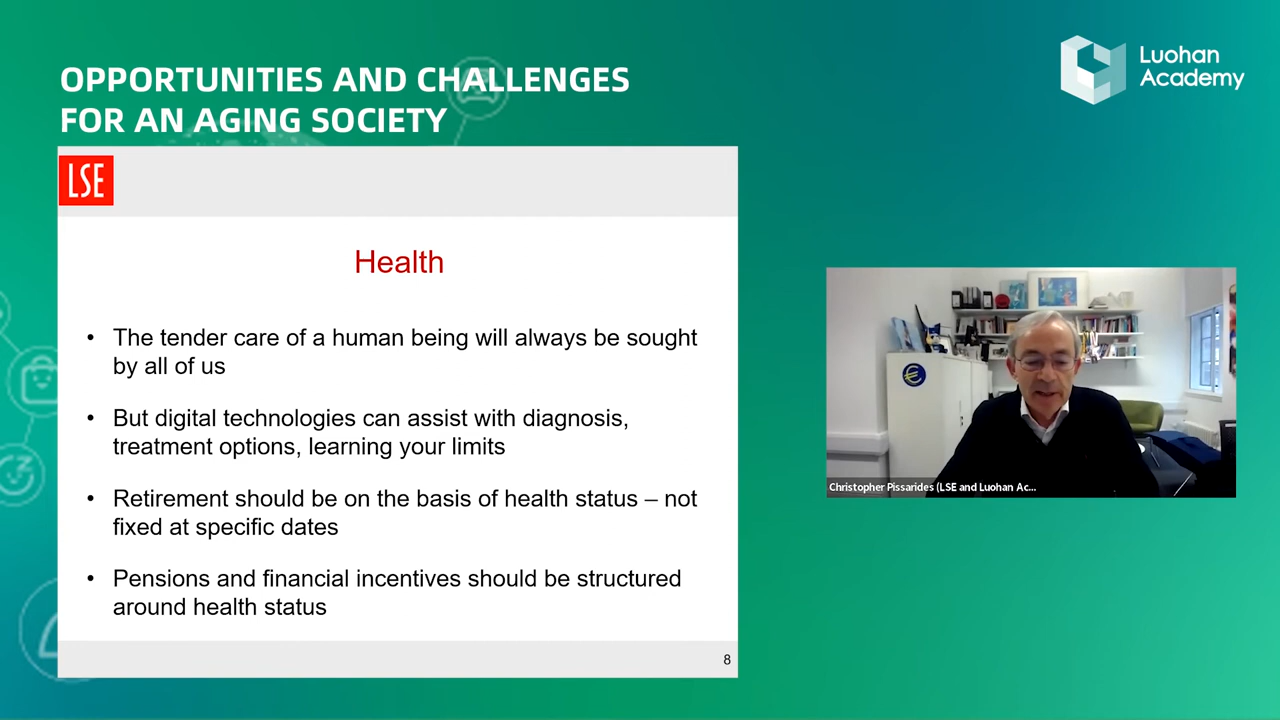 OPPORTUNITIES AND CHALLENGES
FOR AN AGING SOCIETY
Luohan
Academy
LSE
Health
• The tender care of a human being will always be sought
by all of us
• But digital technologies can assist with diagnosis,
treatment options, learning your limits
• Retirement should be on the basis of health status – not
fixed at specific dates
• Pensions and financial incentives should be structured
around health status
8
€
Christopher Pissarides (LSE and Luohan Ac...